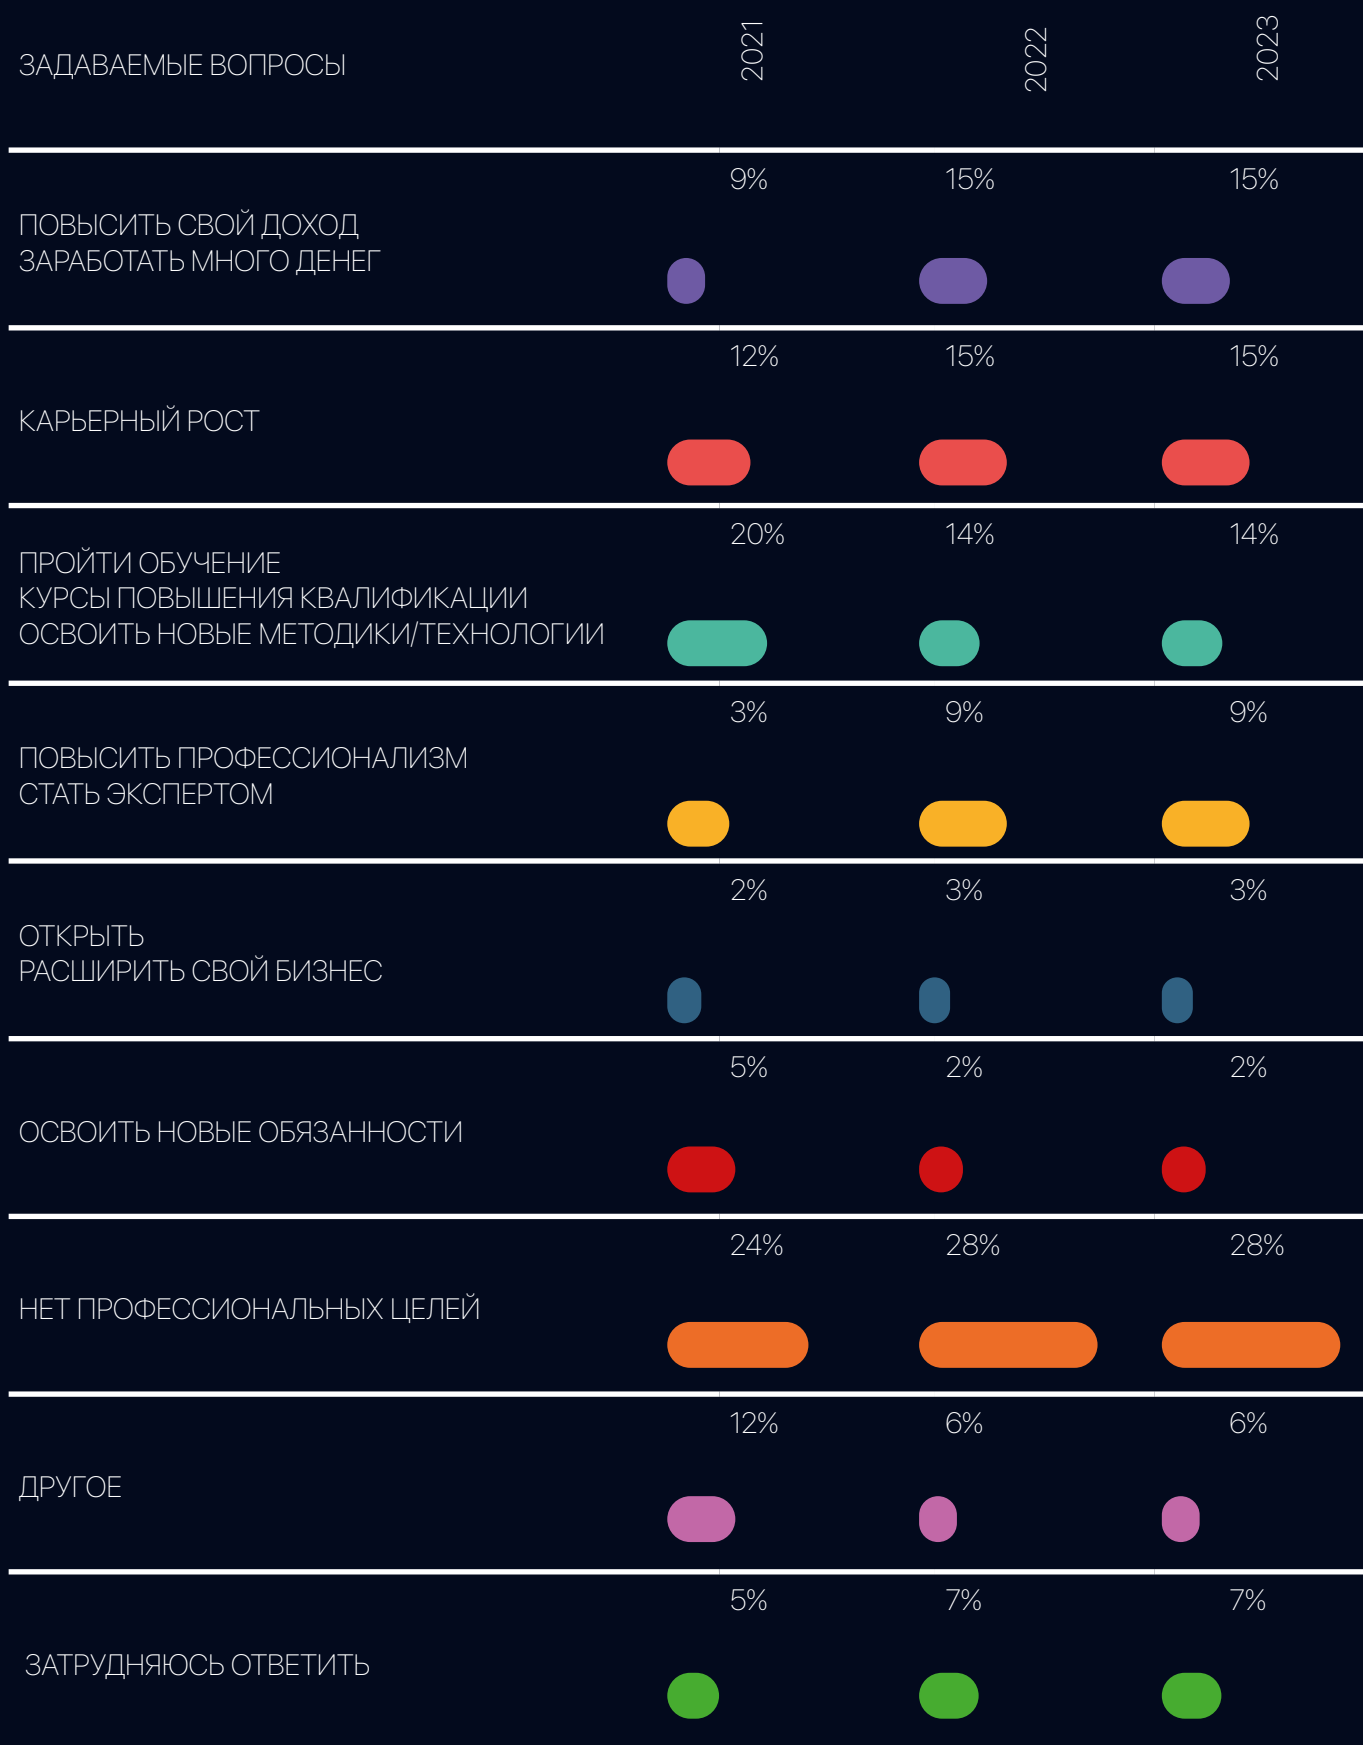 ЗАДАВАЕМЫЕ ВОПРОСЫ 2021 2022 2023
9% 15% 15%
ПОВЫСИТЬ СВОЙ ДОХОД
ЗАРАБОТАТЬ МНОГО ДЕНЕГ
12% 15% 15%
КАРЬЕРНЫЙ РОСТ
20% 14% 14%
ПРОЙТИ ОБУЧЕНИЕ
КУРСЫ ПОВЫШЕНИЯ КВАЛИФИКАЦИИ
ОСВОИТЬ НОВЫЕ МЕТОДИКИ/ТЕХНОЛОГИИ
3% 9% 9%
ПОВЫСИТЬ ПРОФЕССИОНАЛИЗМ
СТАТЬ ЭКСПЕРТОМ
2% 3% 3%
ОТКРЫТЬ
РАСШИРИТЬ СВОЙ БИЗНЕС
5% 2% 2%
ОСВОИТЬ НОВЫЕ ОБЯЗАННОСТИ
24% 28% 28%
НЕТ ПРОФЕССИОНАЛЬНЫХ ЦЕЛЕЙ
12% 6% 6%
ДРУГОЕ
5% 7% 7%
ЗАТРУДНЯЮСЬ ОТВЕТИТЬ